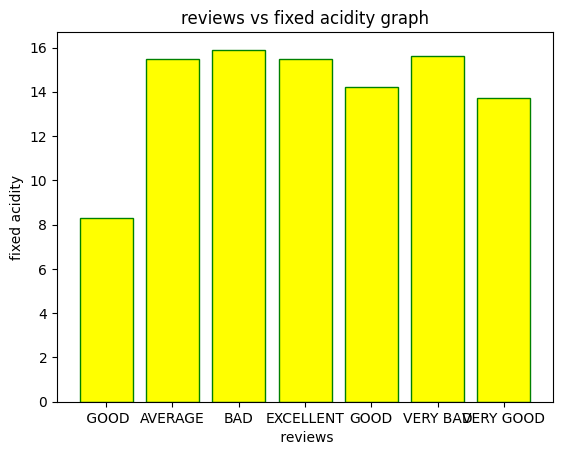 reviews vs fixed acidity graph
16
14
12
10
8
6
4
2
0
fixed acidity
GOOD AVERAGE BAD EXCELLENT GOOD VERY BAD VERY GOOD
reviews